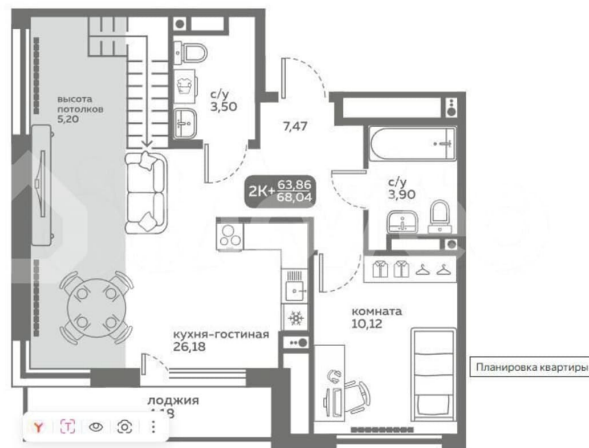 высота
потолков
5,20
с/у
3,50
7,47
2К+ 63,86
68,04
с/у
3,90
комната
10,12
кухня-гостиная
26,18
Планировка квартиры
лоджия
Y T